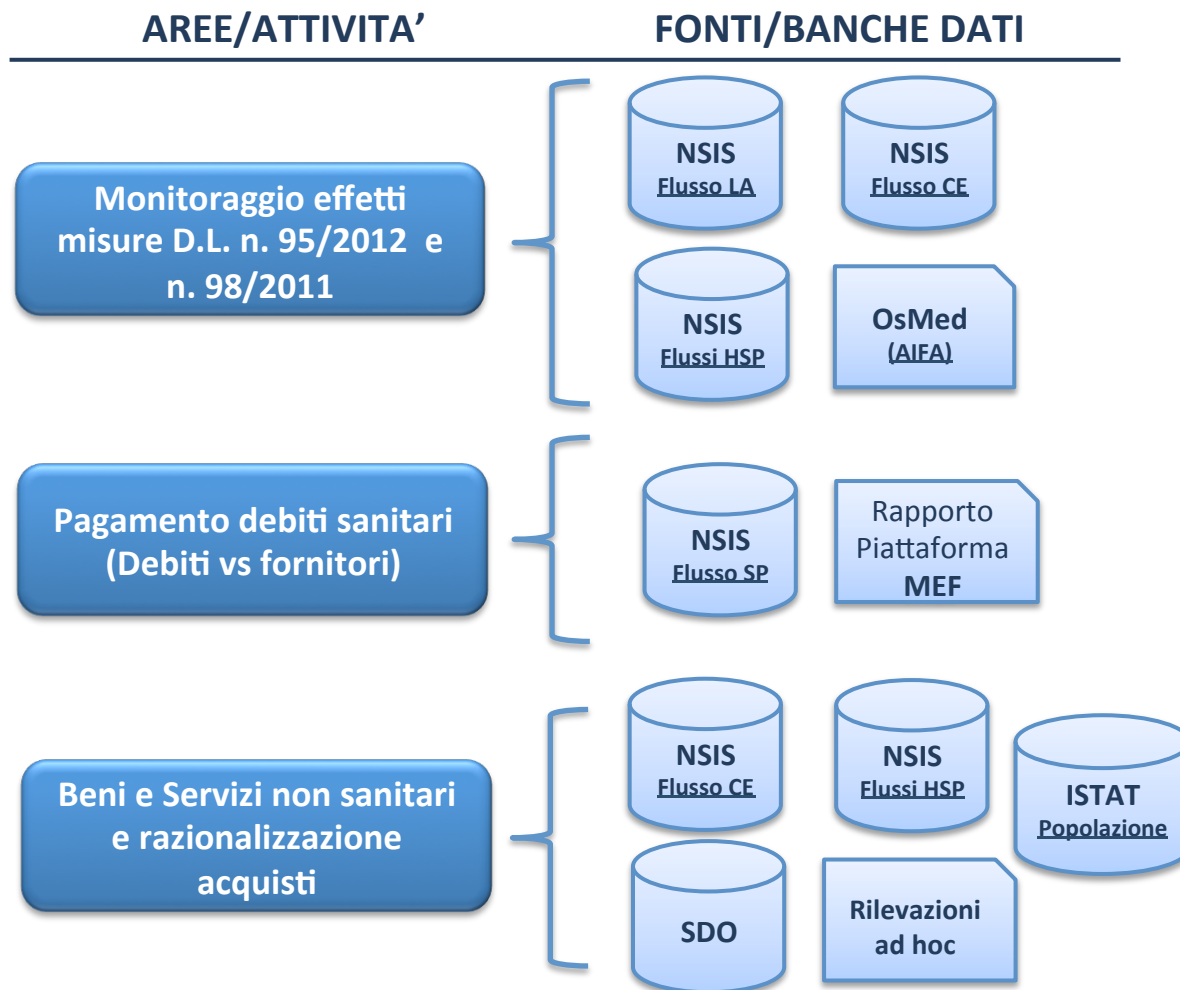 AREE/ATTIVITA’
FONTI/BANCHE DATI
Monitoraggio effetti
misure D.L. n. 95/2012 e
n. 98/2011
NSIS
Flusso LA
NSIS
Flusso CE
NSIS
Flussi HSP
OsMed
(AIFA)
Pagamento debiti sanitari
(Debiti vs fornitori)
NSIS
Flusso SP
Rapporto
Piattaforma
MEF
Beni e Servizi non sanitari
e razionalizzazione
acquisti
NSIS
Flusso CE
NSIS
Flussi HSP
ISTAT
Popolazione
SDO
Rilevazioni
ad hoc